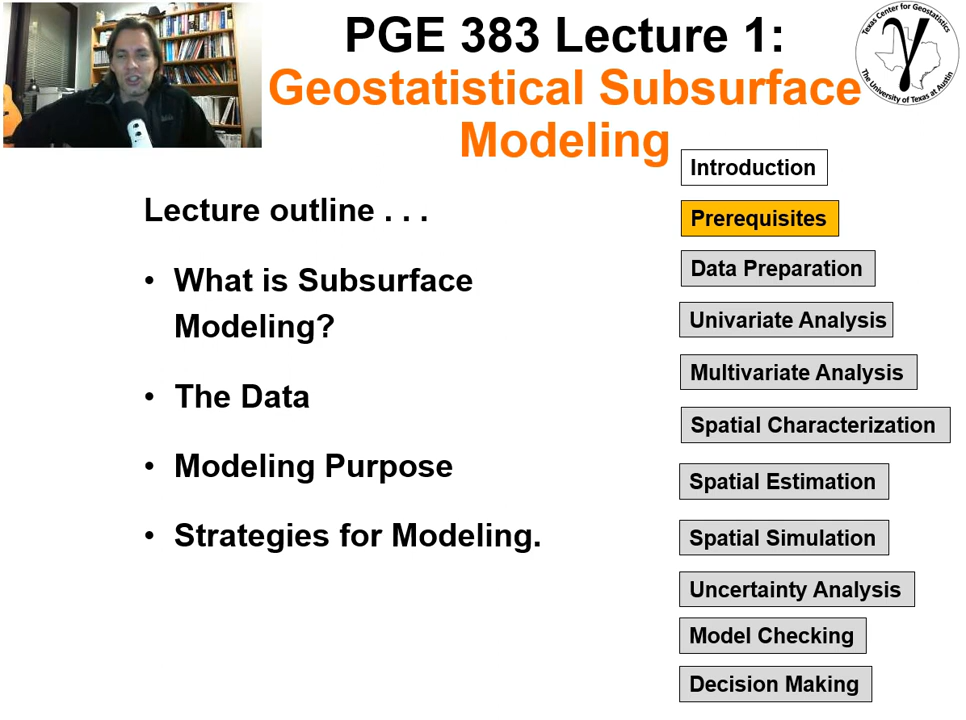 PGE 383 Lecture 1:
Geostatistical Subsurface
Modeling
Texas Center for Geostatistics
The University of Texas at Austin
Lecture outline . . .
• What is Subsurface
Modeling?
• The Data
• Modeling Purpose
• Strategies for Modeling.
Introduction
Prerequisites
Data Preparation
Univariate Analysis
Multivariate Analysis
Spatial Characterization
Spatial Estimation
Spatial Simulation
Uncertainty Analysis
Model Checking
Decision Making